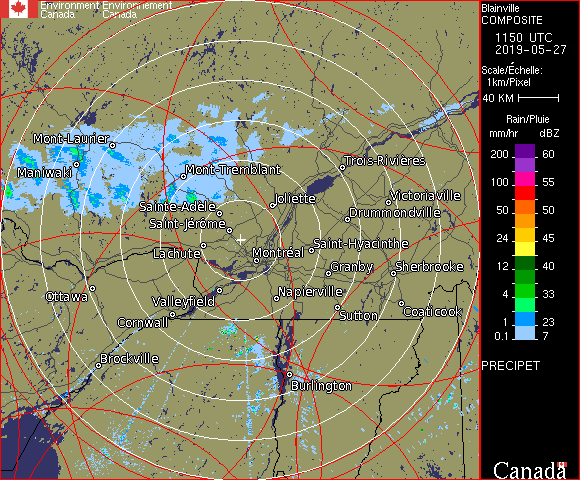 Environment Environnement
Canada Canada
Blainville
COMPOSITE
1150 UTC
2019-05-27
Scale/Échelle:
1km/Pixel
40 KM
Rain/Pluie
mm/hr dBZ
200 60
100 55
50 50
24 45
12 40
4 33
1 23
0.1 7
PRECIPET
Canada
Mont-Laurier
Maniwaki
Mont-Tremblant
Trois-Rivières
Victoriaville
Sainte-Adèle
Joliette
Drummondville
Saint-Jérôme
Saint-Hyacinthe
Lachute
Montréal
Granby
Sherbrooke
Ottawa
Valleyfield
Napierville
Coaticook
Cornwall
Sutton
Brockville
Burlington